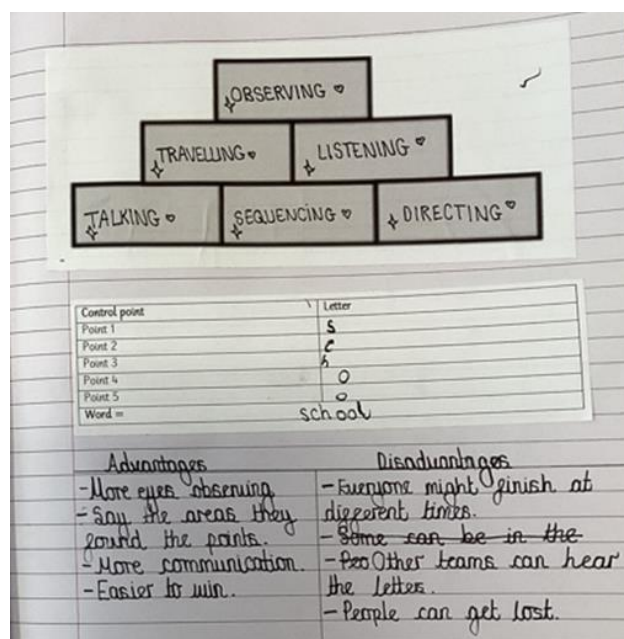 OBSERVING
TRAVELLING LISTENING
TALKING SEQUENCING DIRECTING
Control point Letter
Point 1 S
Point 2 C
Point 3 h
Point 4 O
Point 5 o
Word = school
Advantages Disadvantages
-More eyes observing - Everyone might finish at
- Say the areas they different times.
found the points. - Some can be in the
- More communication. - Peo Other teams can hear
- Easier to win. the letter.
- People can get lost.